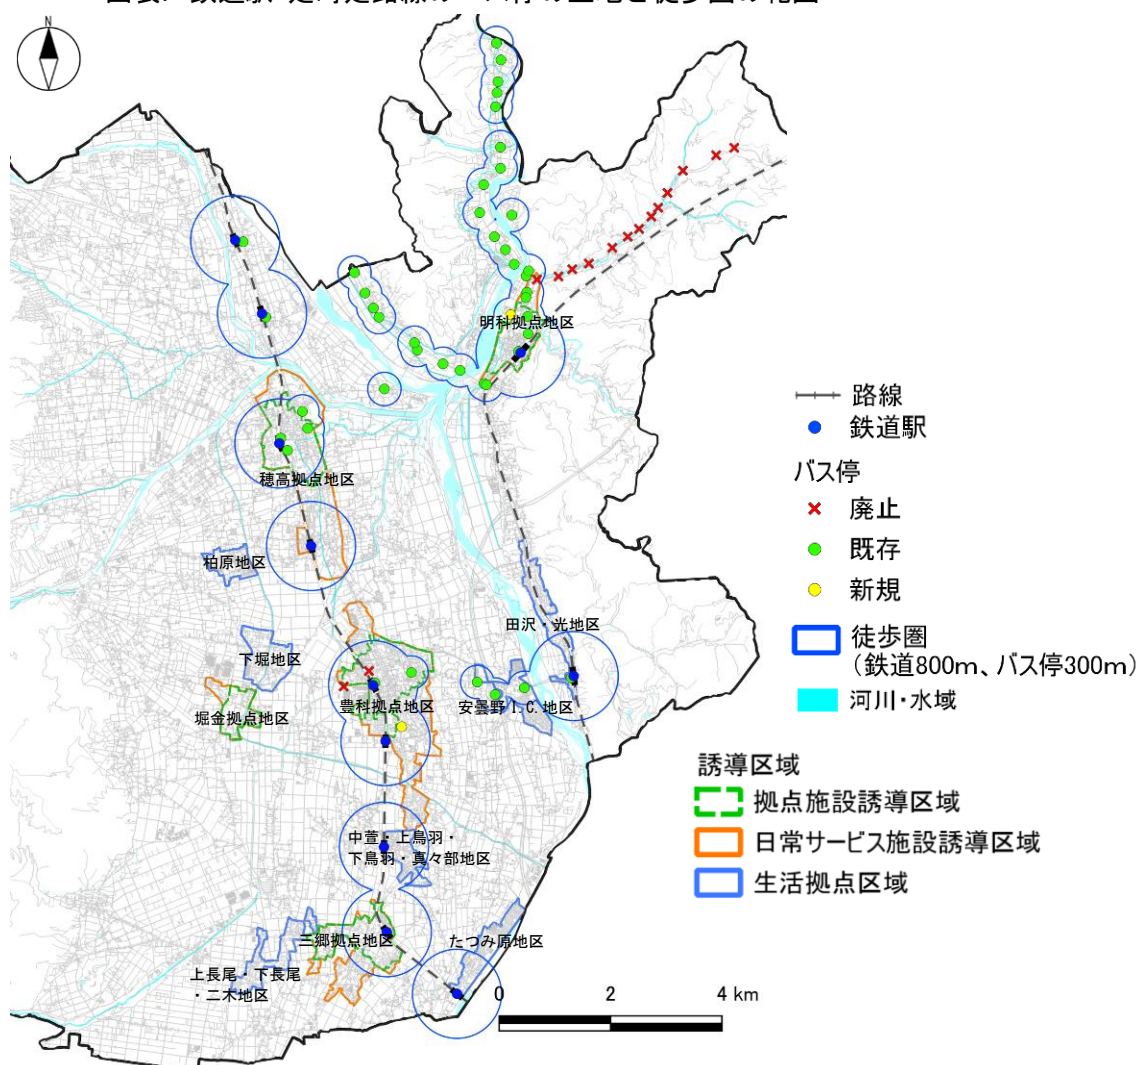 N
明科拠点地区
穂高拠点地区
柏原地区
田沢・光地区
下堀地区
豊科拠点地区
安曇野I.C.地区
堀金拠点地区
中萱・上鳥羽・
下鳥羽・真々部地区
三郷拠点地区
たつみ原地区
上長尾・下長尾
・二木地区
0 2 4 km
路線
鉄道駅
バス停
廃止
既存
新規
徒歩圏
(鉄道800m、バス停300m)
河川・水域
誘導区域
拠点施設誘導区域
日常サービス施設誘導区域
生活拠点区域